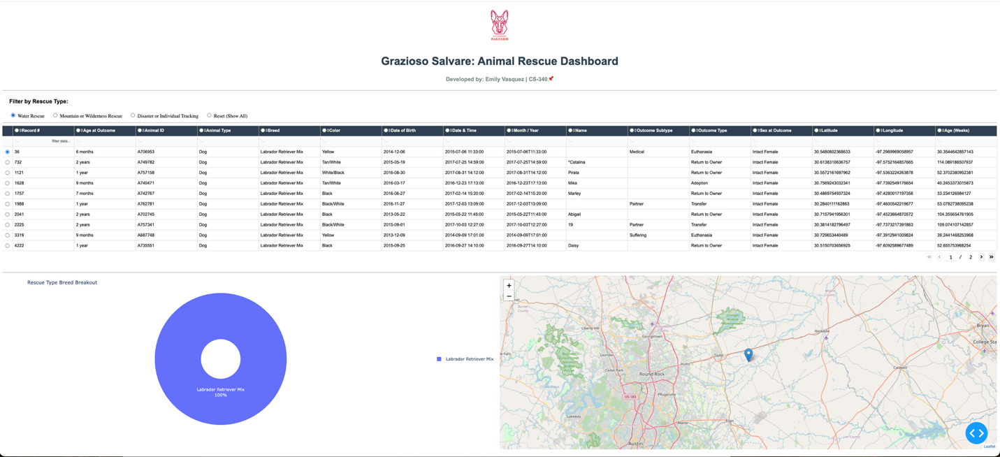 SALVARE
Grazioso Salvare: Animal Rescue Dashboard
Developed by: Emily Vasquez | CS-340
Filter by Rescue Type:
Water Rescue Mountain or Wilderness Rescue Disaster or Individual Tracking Reset (Show All)
Record # Age at Outcome Animal ID Animal Type Breed Color Date of Birth Date & Time Month / Year Name Outcome Subtype Outcome Type Sex at Outcome Latitude Longitude Age (Weeks)
filter data...
36 6 months A706953 Dog Labrador Retriever Mix Yellow 2014-12-06 2015-07-06 11:33:00 2015-07-06T11:33:00 Medical Euthanasia Intact Female 30.5480802368633 -97.2969969058957 30.3544642857143
732 2 years A749782 Dog Labrador Retriever Mix Tan/White 2015-05-19 2017-07-25 14:59:00 2017-07-25T14:59:00 *Catalina Return to Owner Intact Female 30.6138310636757 -97.5752164857665 114.089186507937
1121 1 year A757158 Dog Labrador Retriever Mix White/Black 2016-08-30 2017-08-31 14:12:00 2017-08-31T14:12:00 Pirata Return to Owner Intact Female 30.5572161697962 -97.5363224263878 52.3702380952381
1628 9 months A740471 Dog Labrador Retriever Mix Tan/White 2016-03-17 2016-12-23 17:13:00 2016-12-23T17:13:00 Mika Adoption Intact Female 30.7569243032341 -97.7392549176654 40.2453373015873
1757 7 months A742767 Dog Labrador Retriever Mix Black 2016-06-27 2017-02-14 15:20:00 2017-02-14T15:20:00 Marley Return to Owner Intact Female 30.4869754937324 -97.4280017197358 33.234126984127
1988 1 year A762781 Dog Labrador Retriever Mix Black/White 2016-11-27 2017-12-03 13:09:00 2017-12-03T13:09:00 Partner Transfer Intact Female 30.2840111162863 -97.4600542219677 53.0782738095238
2041 2 years A702745 Dog Labrador Retriever Mix Black 2013-05-22 2015-05-22 11:45:00 2015-05-22T11:45:00 Abigail Return to Owner Intact Female 30.7157941956301 -97.4523664870572 104.355654761905
2225 2 years A757341 Dog Labrador Retriever Mix Black/White 2015-09-01 2017-10-03 12:27:00 2017-10-03T12:27:00 19 Partner Transfer Intact Female 30.3814182796497 -97.7373217391863 109.074107142857
3319 9 months A687748 Dog Labrador Retriever Mix Yellow 2013-12-09 2014-09-09 17:01:00 2014-09-09T17:01:00 Suffering Euthanasia Intact Female 30.729653440489 -97.3912941009824 39.2441468253968
4222 1 year A735551 Dog Labrador Retriever Mix Black 2015-09-25 2016-09-27 14:10:00 2016-09-27T14:10:00 Daisy Return to Owner Intact Female 30.5150703656925 -97.6092589677489 52.655753968254
1 / 2
Rescue Type Breed Breakout
Labrador Retriever Mix
100%
Labrador Retriever Mix
+
−
Burnet
County
Milam
County
Bryan
College Sta
Liberty Hill
Georgetown
Granger
Wildlife
Management
Area
Rockdale
Leander
Hutto
Taylor
Cedar Park
Round Rock
Caldwell
US 183
Pflugerville
Lakeway
Manor
Elgin
Lee County
Austin
Leaflet